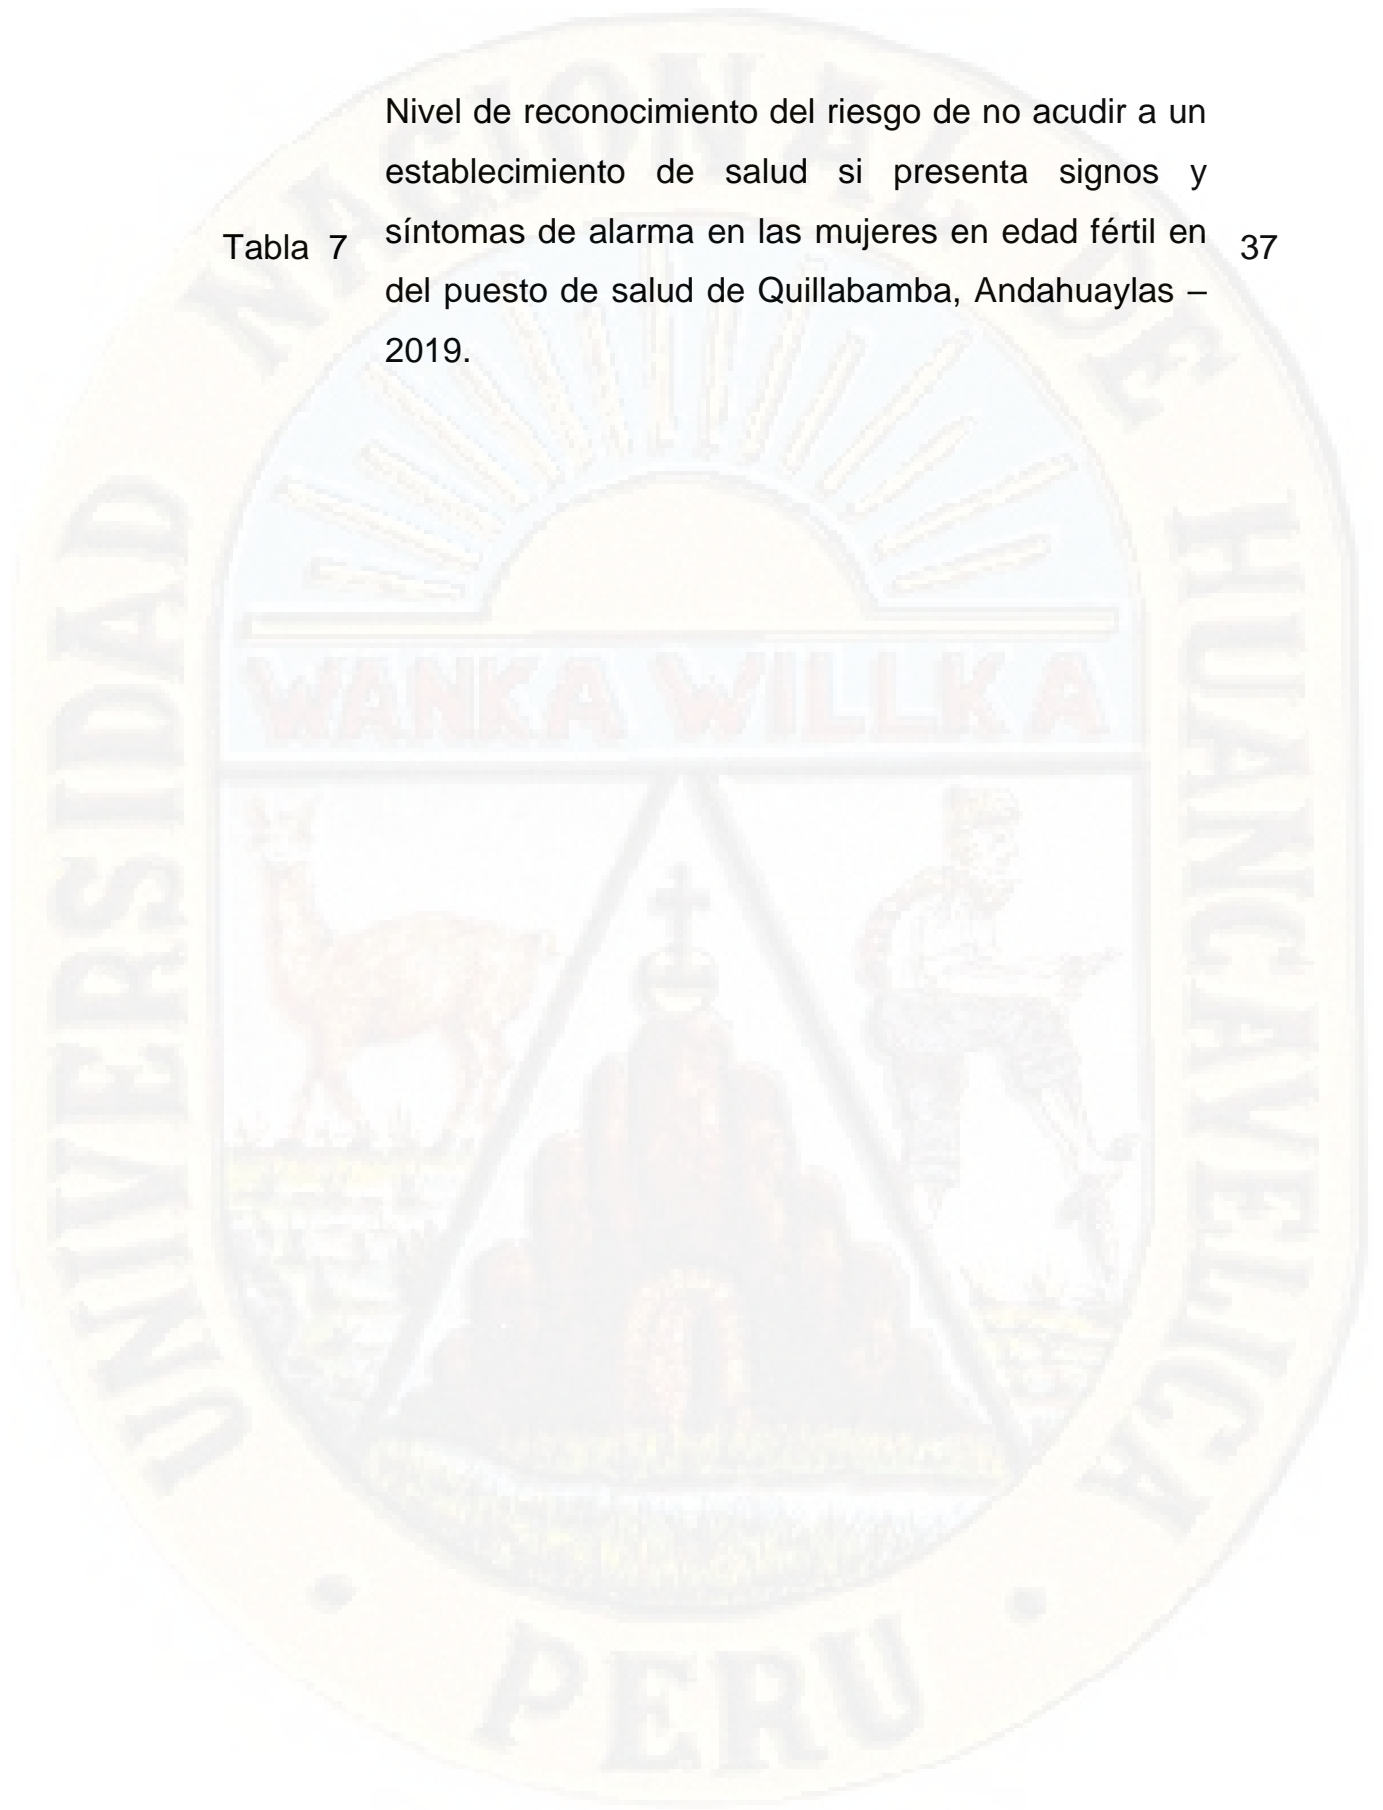 Nivel de reconocimiento del riesgo de no acudir a un
establecimiento de salud si presenta signos y
Tabla 7 síntomas de alarma en las mujeres en edad fértil en 37
del puesto de salud de Quillabamba, Andahuaylas –
2019.
UNIVERSIDAD NACIONAL DE HUANCAVELICA
WANKA WILLKA
PERU